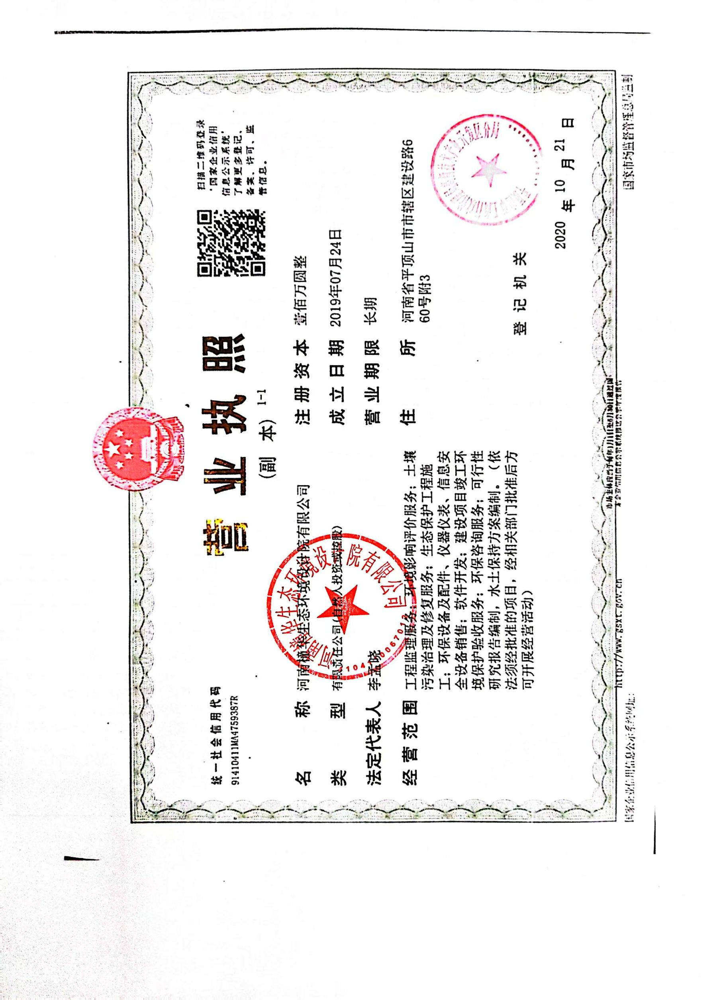 营业执照
(副 本) 1-1
统一社会信用代码
91410411MA4759387R
扫描二维码登录
"国家企业信用
信息公示系统"
了解更多登记、
备案、许可、监
管信息。
名 称 河南橦华生态环境设计院有限公司
类 型 有限责任公司(自然人投资或控股)
法定代表人 李孟晓
经营范围 工程监理服务；环境影响评价服务；土壤
污染治理及修复服务；生态保护工程施
工；环保设备及配件、仪器仪表、信息安
全设备销售；软件开发；建设项目竣工环
境保护验收服务；环保咨询服务；可行性
研究报告编制，水土保持方案编制。（依
法须经批准的项目，经相关部门批准后方
可开展经营活动）
注册资本 壹佰万圆整
成立日期 2019年07月24日
营业期限 长期
住 所 河南省平顶山市市辖区建设路6
60号附3
登记机关
2020 年 10 月 21 日
生态环境设计院有限公司
国家企业信用信息公示系统网址：
http://www.gsxt.gov.cn
市场主体应当于每年1月1日至6月30日通过国
家企业信用信息公示系统报送公示年度报告
国家市场监督管理总局监制